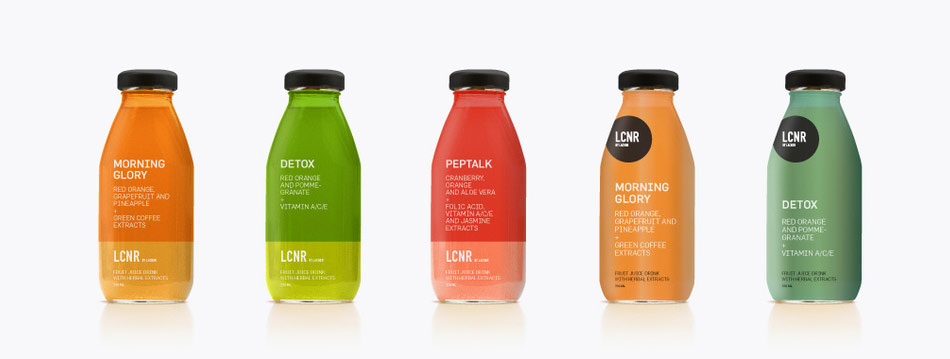 MORNING
GLORY
RED ORANGE,
GRAPEFRUIT AND
PINEAPPLE
+
GREEN COFFEE
EXTRACTS
LCNR
FRUIT JUICE DRINK
WITH HERBAL EXTRACTS
DETOX
RED ORANGE
AND POMME-
GRANATE
+
VITAMIN A/C/E
LCNR
FRUIT JUICE DRINK
WITH HERBAL EXTRACTS
PEPTALK
CRANBERRY,
ORANGE
AND ALOE VERA
+
FOLIC ACID,
VITAMIN A/C/E
AND JASMINE
EXTRACTS
LCNR
FRUIT JUICE DRINK
WITH HERBAL EXTRACTS
LCNR
MORNING
GLORY
RED ORANGE,
GRAPEFRUIT AND
PINEAPPLE
+
GREEN COFFEE
EXTRACTS
FRUIT JUICE DRINK
WITH HERBAL EXTRACTS
LCNR
DETOX
RED ORANGE
AND POMME-
GRANATE
+
VITAMIN A/C/E
FRUIT JUICE DRINK
WITH HERBAL EXTRACTS